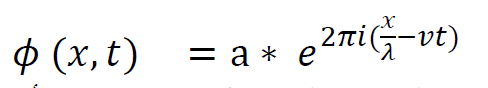 ϕ (x, t) = a * e^{2πi(x/λ−vt)}